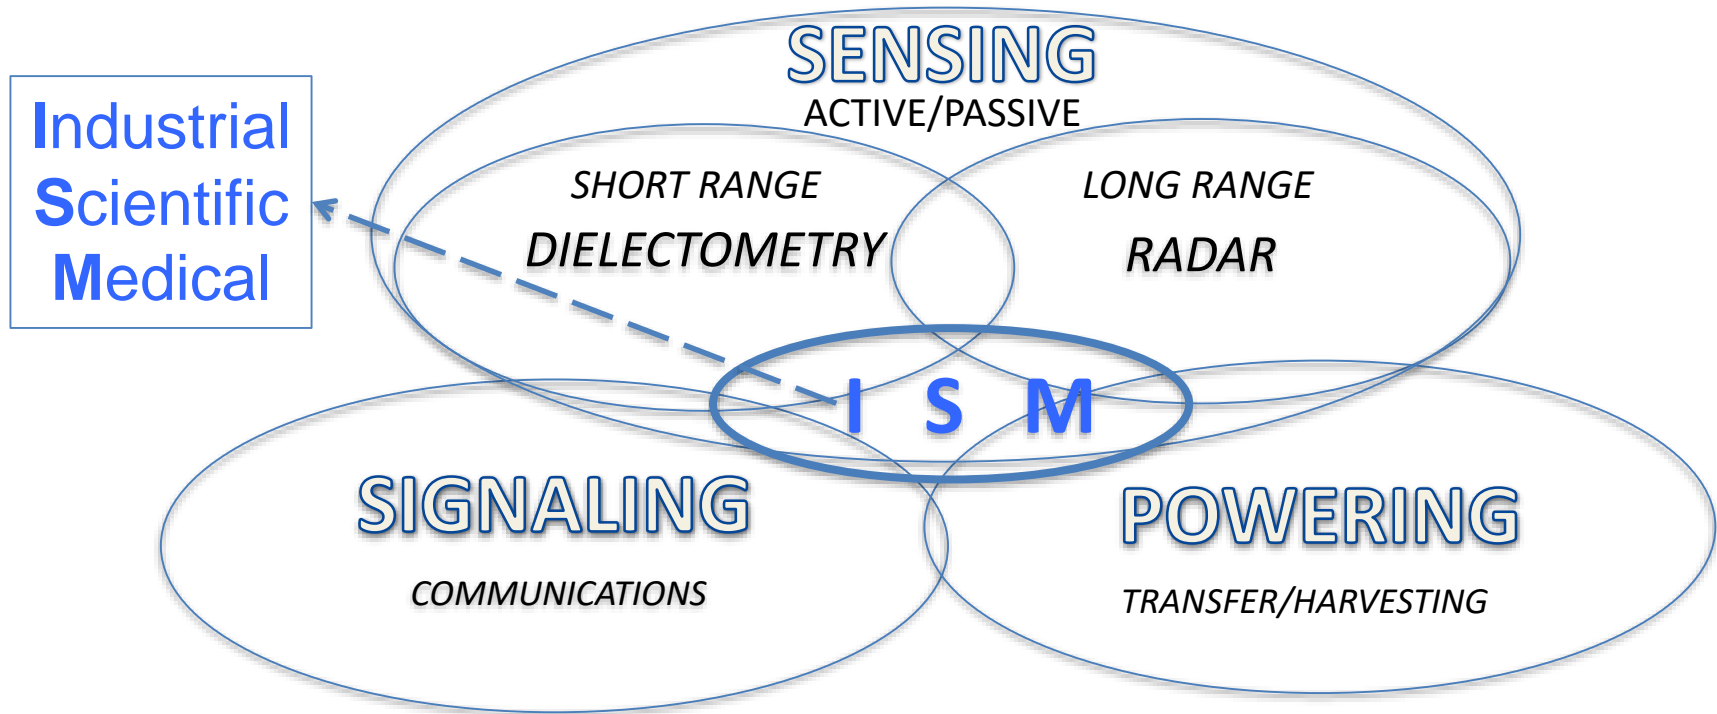 SENSING
ACTIVE/PASSIVE
Industrial
Scientific
Medical
SHORT RANGE
DIELECTOMETRY
LONG RANGE
RADAR
I S M
SIGNALING
COMMUNICATIONS
POWERING
TRANSFER/HARVESTING